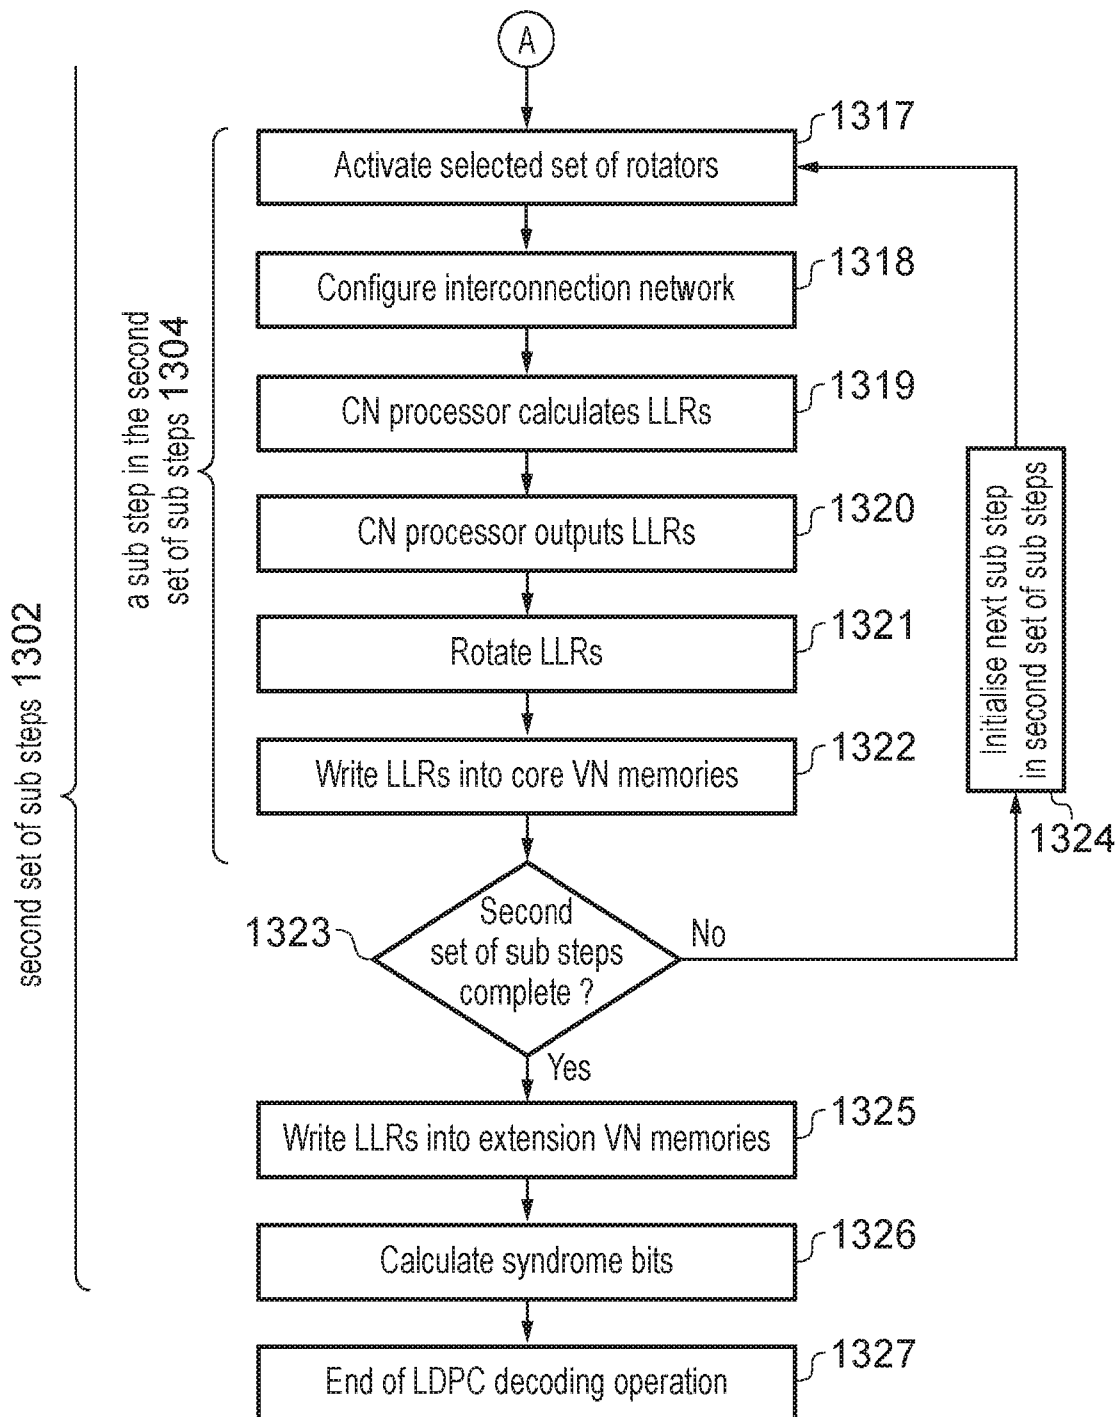 A
1317
Activate selected set of rotators
1318
Configure interconnection network
1319
CN processor calculates LLRs
1320
CN processor outputs LLRs
1321
Rotate LLRs
1322
Write LLRs into core VN memories
a sub step in the second
set of sub steps 1304
second set of sub steps 1302
Initialise next sub step
in second set of sub steps
1324
1323
Second
set of sub steps
complete ?
No
Yes
1325
Write LLRs into extension VN memories
1326
Calculate syndrome bits
1327
End of LDPC decoding operation